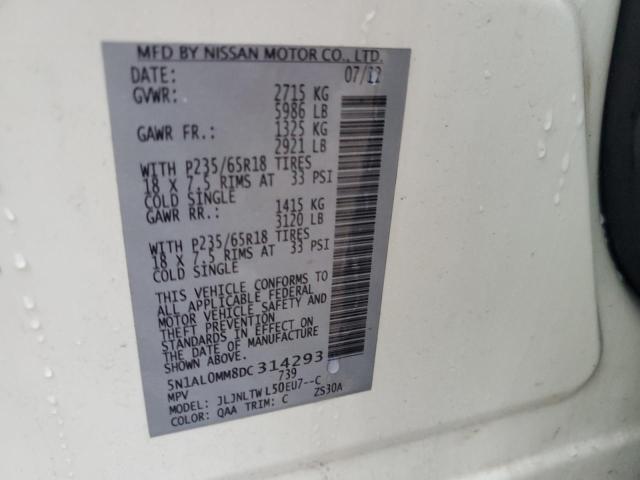 MFD BY NISSAN MOTOR CO., LTD.
DATE: 07/12
GVWR: 2715 KG
5986 LB
GAWR FR.: 1325 KG
2921 LB
WITH P235/65R18 TIRES
18 X 7.5 RIMS AT 33 PSI
COLD SINGLE
GAWR RR.: 1415 KG
3120 LB
WITH P235/65R18 TIRES
18 X 7.5 RIMS AT 33 PSI
COLD SINGLE
THIS VEHICLE CONFORMS TO
ALL APPLICABLE FEDERAL
MOTOR VEHICLE SAFETY AND
THEFT PREVENTION
STANDARDS IN EFFECT ON
THE DATE OF MANUFACTURE
SHOWN ABOVE.
5N1AL0MM8DC314293
MPV 739
MODEL: JLJNLTWL50EU7--C
COLOR: QAA TRIM: C ZS30A